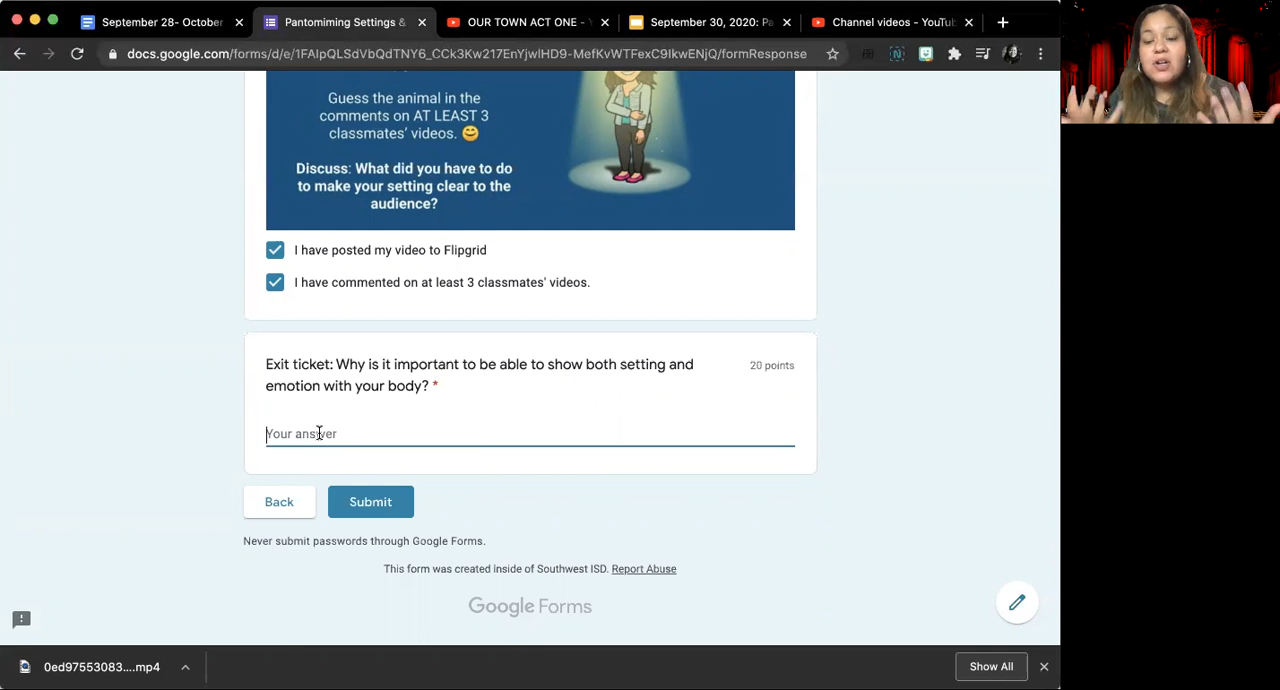 September 28- October
Pantomiming Settings &
OUR TOWN ACT ONE - Y
September 30, 2020: Pa
Channel videos - YouTub
docs.google.com/forms/d/e/1FAIpQLSdVbQdTNY6_CCk3Kw217EnYjwlHD9-MefKvWTFexC9IkwENjQ/formResponse
Guess the animal in the
comments on AT LEAST 3
classmates' videos. 😊
Discuss: What did you have to do
to make your setting clear to the
audience?
I have posted my video to Flipgrid
I have commented on at least 3 classmates' videos.
Exit ticket: Why is it important to be able to show both setting and
emotion with your body? *
20 points
Your answer
Back
Submit
Never submit passwords through Google Forms.
This form was created inside of Southwest ISD. Report Abuse
Google Forms
0ed97553083....mp4
Show All